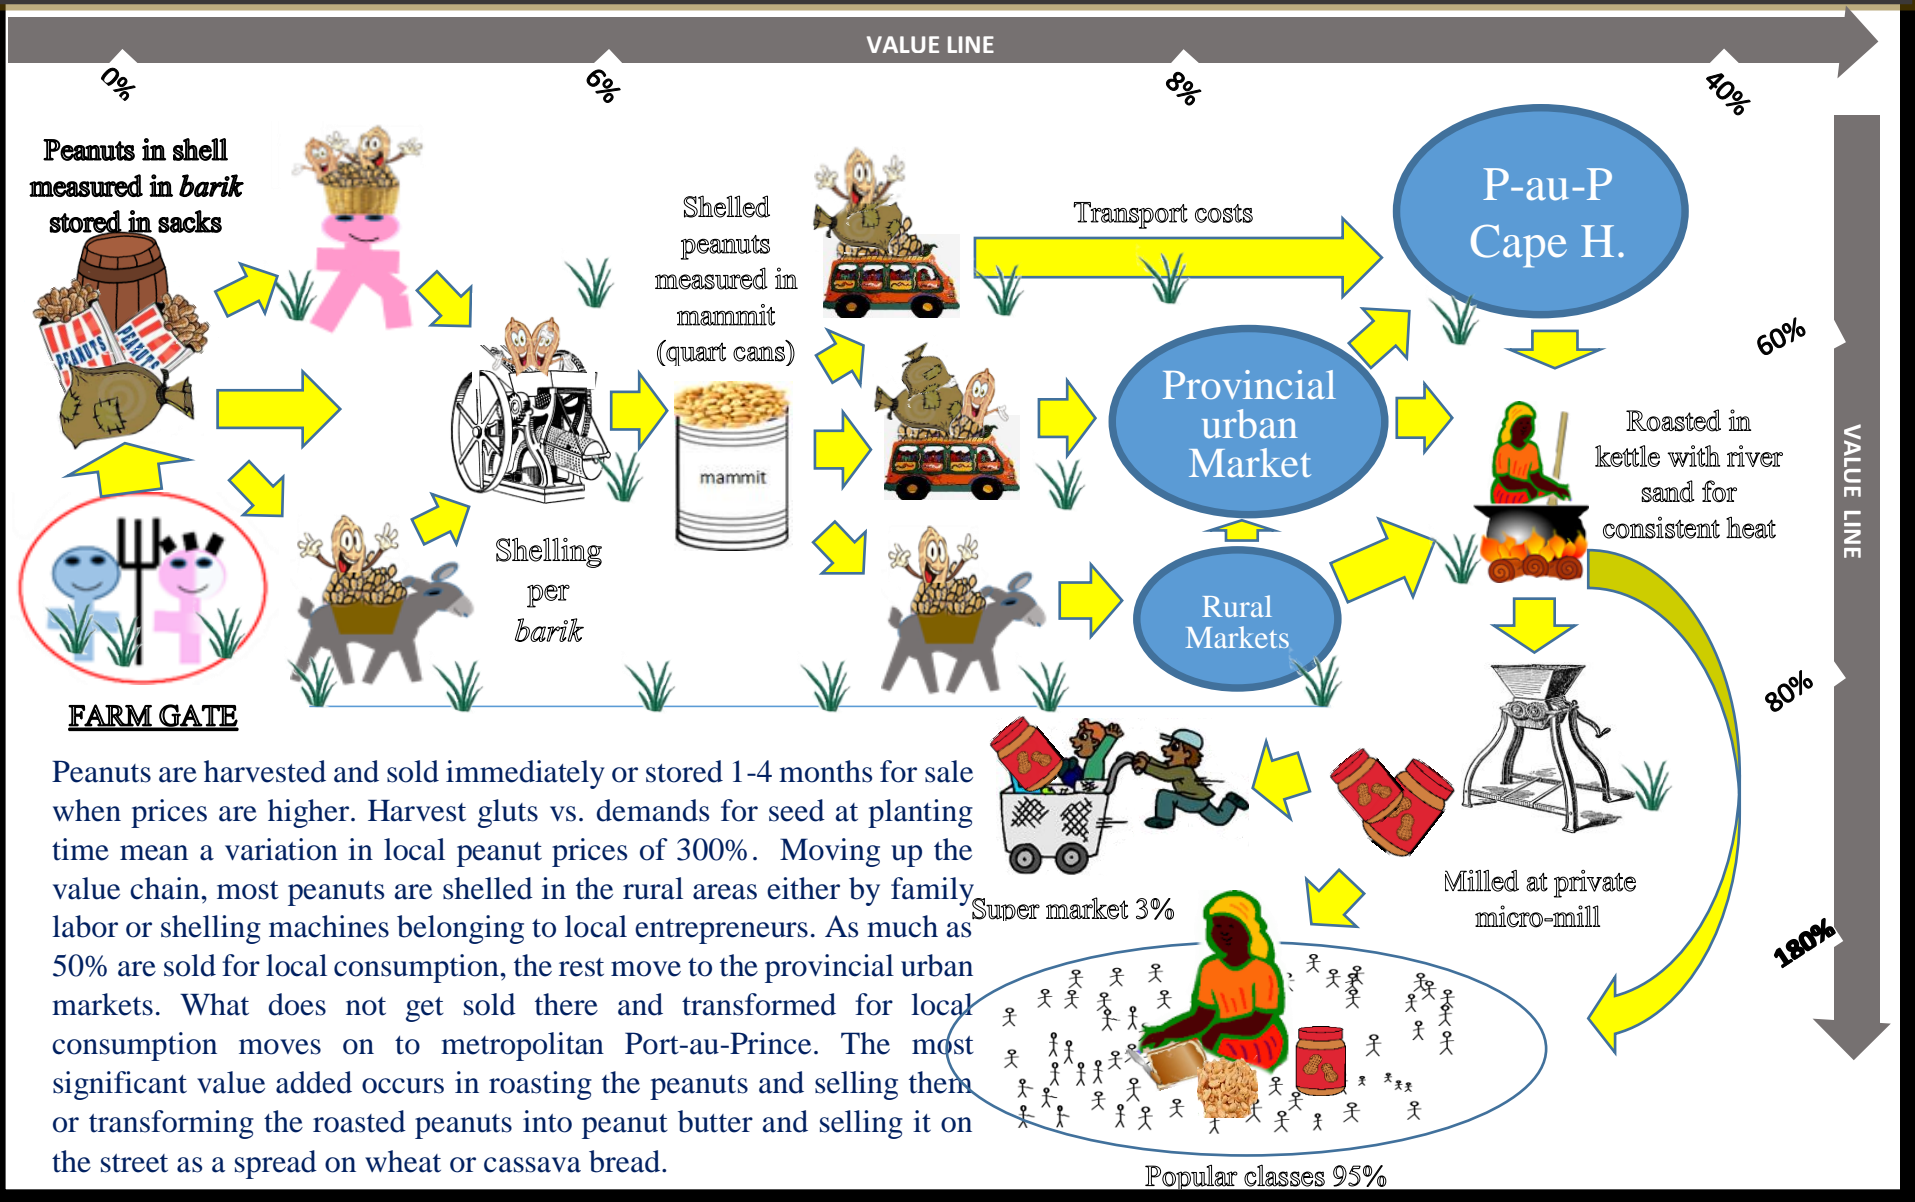 VALUE LINE
0%
6%
8%
40%
Peanuts in shell
measured in barik
stored in sacks
PEANUTS
PEANUT
FARM GATE
Shelling
per
barik
Shelled
peanuts
measured in
mammit
(quart cans)
mammit
Transport costs
P-au-P
Cape H.
Provincial
urban
Market
Rural
Markets
60%
Roasted in
kettle with river
sand for
consistent heat
VALUE LINE
80%
180%
Milled at private
micro-mill
Super market 3%
Popular classes 95%
Peanuts are harvested and sold immediately or stored 1-4 months for sale
when prices are higher. Harvest gluts vs. demands for seed at planting
time mean a variation in local peanut prices of 300%. Moving up the
value chain, most peanuts are shelled in the rural areas either by family
labor or shelling machines belonging to local entrepreneurs. As much as
50% are sold for local consumption, the rest move to the provincial urban
markets. What does not get sold there and transformed for local
consumption moves on to metropolitan Port-au-Prince. The most
significant value added occurs in roasting the peanuts and selling them
or transforming the roasted peanuts into peanut butter and selling it on
the street as a spread on wheat or cassava bread.